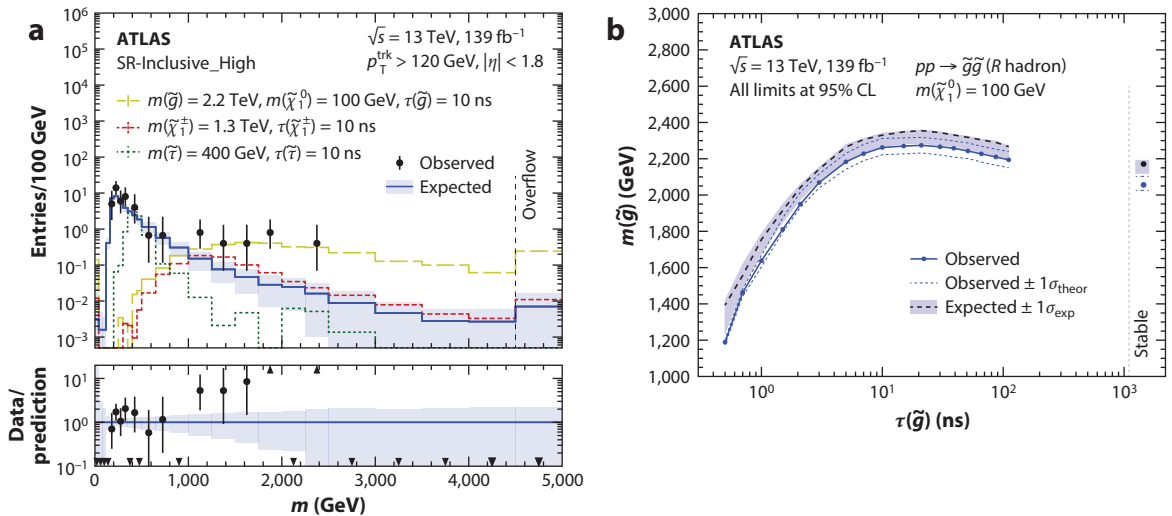 a
ATLAS
SR-Inclusive_High
√s = 13 TeV, 139 fb⁻¹
p_T^trk > 120 GeV, |η| < 1.8
m(g̃) = 2.2 TeV, m(χ̃₁⁰) = 100 GeV, τ(g̃) = 10 ns
m(χ̃₁±) = 1.3 TeV, τ(χ̃₁±) = 10 ns
m(τ̃) = 400 GeV, τ(τ̃) = 10 ns
Observed
Expected
Overflow
Entries/100 GeV
10⁶
10⁵
10⁴
10³
10²
10¹
10⁰
10⁻¹
10⁻²
10⁻³
Data/
prediction
10¹
10⁰
10⁻¹
0 1,000 2,000 3,000 4,000 5,000
m (GeV)
b
ATLAS
√s = 13 TeV, 139 fb⁻¹
All limits at 95% CL
pp → g̃g̃ (R hadron)
m(χ̃₁⁰) = 100 GeV
Observed
Observed ± 1σ_theor
Expected ± 1σ_exp
Stable
m(g̃) (GeV)
3,000
2,800
2,600
2,400
2,200
2,000
1,800
1,600
1,400
1,200
1,000
10⁰ 10¹ 10² 10³
τ(g̃) (ns)